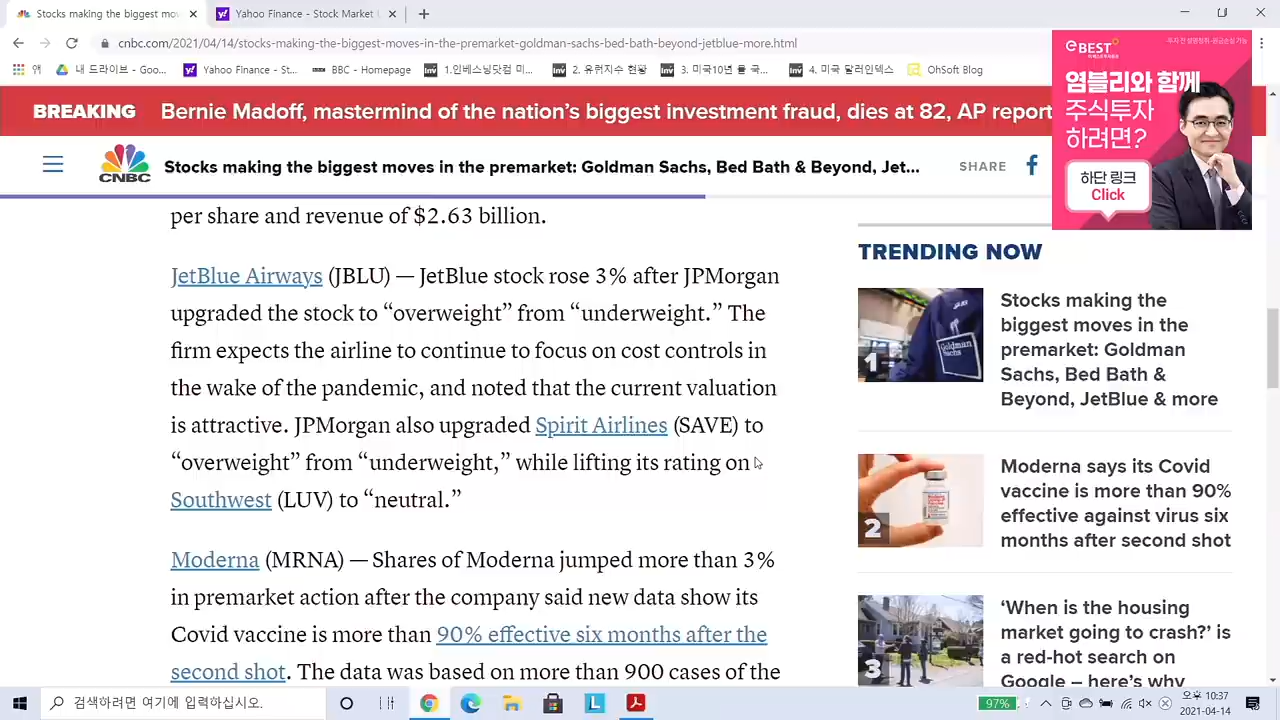 Stocks making the biggest mov
Yahoo Finance - Stock Market L
cnbc.com/2021/04/14/stocks-making-the-biggest-moves-in-the-premarket-goldman-sachs-bed-bath-beyond-jetblue-more.html
앱
내 드라이브 - Goo...
Yahoo Finance - St...
BBC - Homepage
1.인베스팅닷컴 미...
2. 유럽지수 현황
3. 미국10년 물 국...
4. 미국 달러인덱스
OhSoft Blog
BREAKING
Bernie Madoff, mastermind of the nation's biggest investment fraud, dies at 82, AP report
CNBC
Stocks making the biggest moves in the premarket: Goldman Sachs, Bed Bath & Beyond, Jet...
SHARE
eBEST
염블리와 함께
주식투자
하려면?
하단 링크
Click
per share and revenue of $2.63 billion.
JetBlue Airways (JBLU) — JetBlue stock rose 3% after JPMorgan
upgraded the stock to “overweight” from “underweight.” The
firm expects the airline to continue to focus on cost controls in
the wake of the pandemic, and noted that the current valuation
is attractive. JPMorgan also upgraded Spirit Airlines (SAVE) to
“overweight” from “underweight,” while lifting its rating on
Southwest (LUV) to “neutral.”
Moderna (MRNA) — Shares of Moderna jumped more than 3%
in premarket action after the company said new data show its
Covid vaccine is more than 90% effective six months after the
second shot. The data was based on more than 900 cases of the
TRENDING NOW
1
Goldman
Sachs
Stocks making the
biggest moves in the
premarket: Goldman
Sachs, Bed Bath &
Beyond, JetBlue & more
2
Moderna says its Covid
vaccine is more than 90%
effective against virus six
months after second shot
3
‘When is the housing
market going to crash?’ is
a red-hot search on
Google – here’s why
검색하려면 여기에 입력하십시오.
97%
오후 10:37
2021-04-14